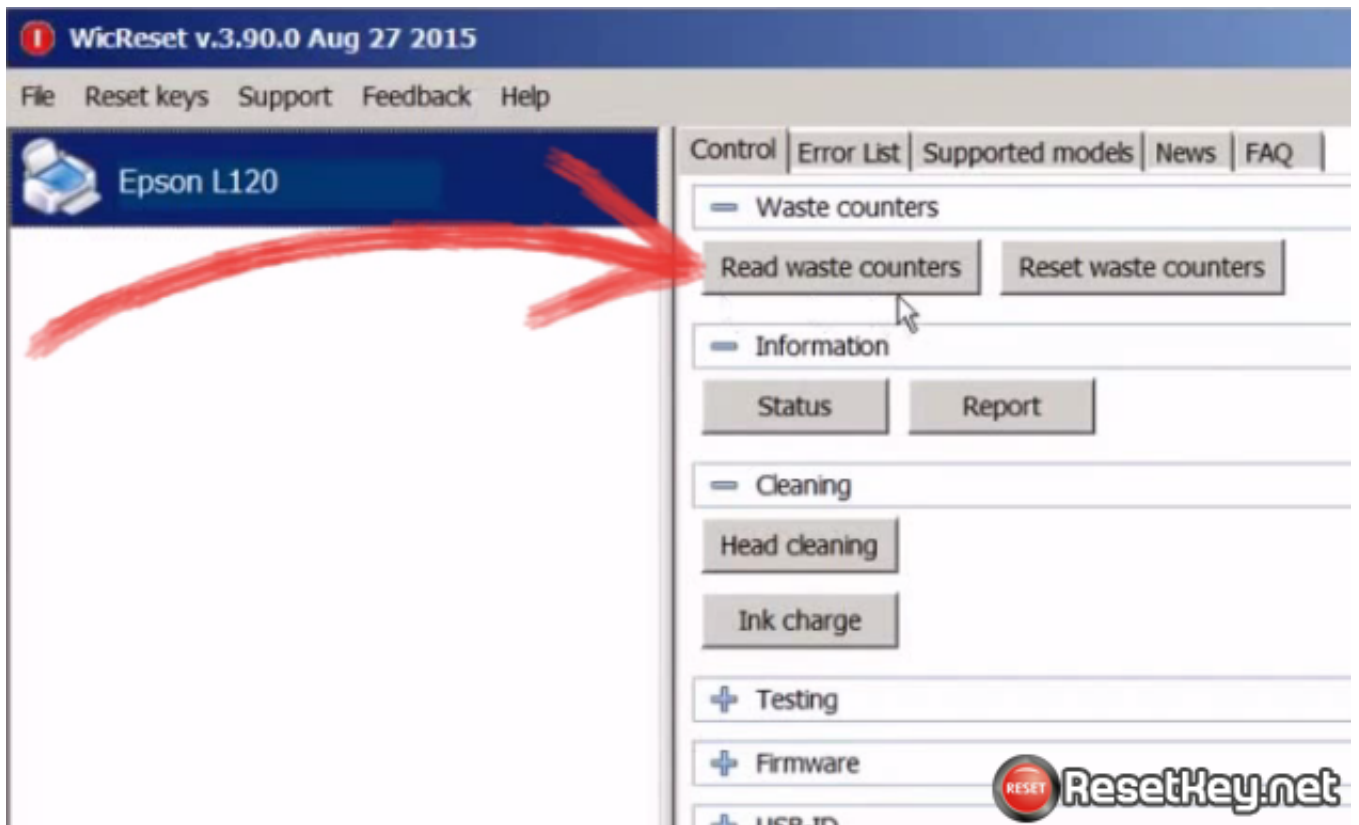 WicReset v.3.90.0 Aug 27 2015
File Reset keys Support Feedback Help
Epson L120
Control Error List Supported models News FAQ
Waste counters
Read waste counters Reset waste counters
Information
Status Report
Cleaning
Head cleaning
Ink charge
Testing
Firmware
USB-ID
RESET ResetKey.net